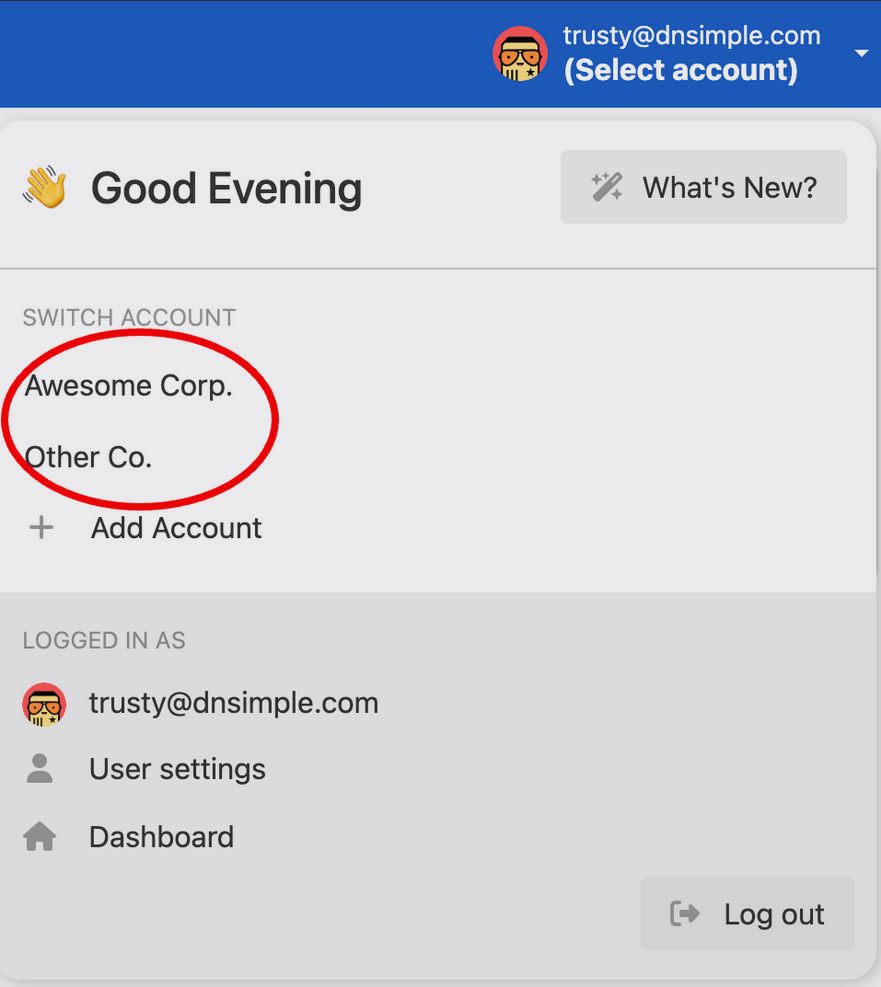 trusty@dnsimple.com
(Select account)
Good Evening
What's New?
SWITCH ACCOUNT
Awesome Corp.
Other Co.
Add Account
LOGGED IN AS
trusty@dnsimple.com
User settings
Dashboard
Log out